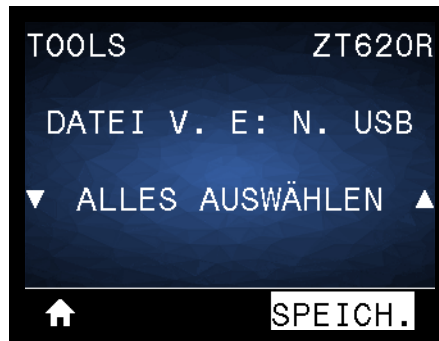 TOOLS ZT620R
DATEI V. E: N. USB
ALLES AUSWÄHLEN
SPEICH.